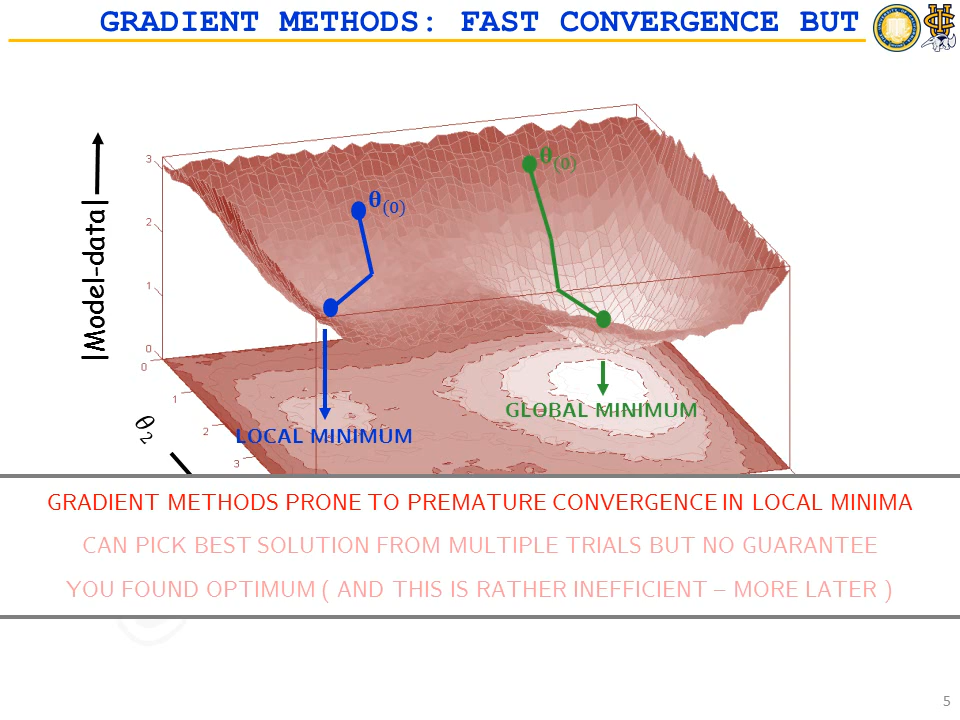 GRADIENT METHODS: FAST CONVERGENCE BUT
|Model-data|
3
2
1
0
0
1
2
3
θ2
θ(0)
θ(0)
LOCAL MINIMUM
GLOBAL MINIMUM
GRADIENT METHODS PRONE TO PREMATURE CONVERGENCE IN LOCAL MINIMA
CAN PICK BEST SOLUTION FROM MULTIPLE TRIALS BUT NO GUARANTEE
YOU FOUND OPTIMUM ( AND THIS IS RATHER INEFFICIENT – MORE LATER )
5